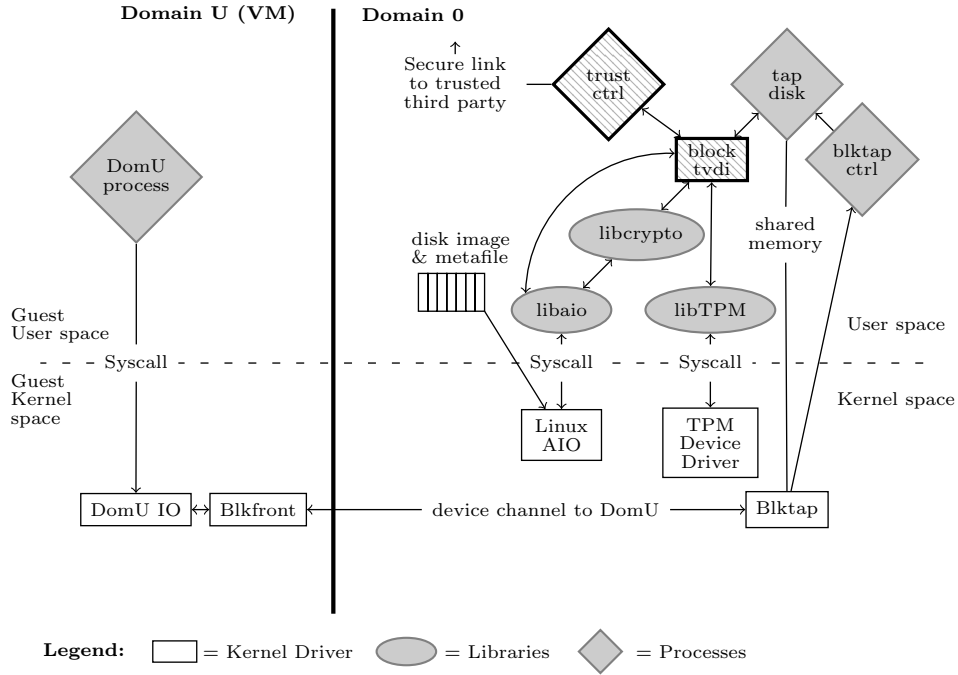 Domain U (VM)
Domain 0
Secure link
to trusted
third party
trust
ctrl
tap
disk
block
tvdi
blktap
ctrl
DomU
process
libcrypto
shared
memory
disk image
& metafile
libaio
libTPM
Guest
User space
User space
Syscall
Syscall
Syscall
Guest
Kernel
space
Kernel space
Linux
AIO
TPM
Device
Driver
DomU IO
Blkfront
device channel to DomU
Blktap
Legend:
= Kernel Driver
= Libraries
= Processes